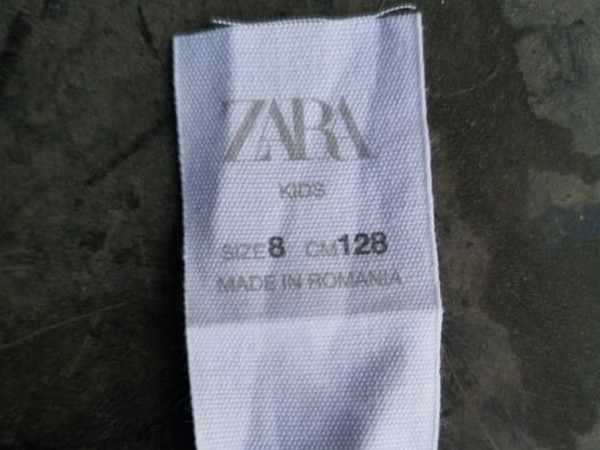 ZARA
KIDS
SIZE 8 CM 128
MADE IN ROMANIA